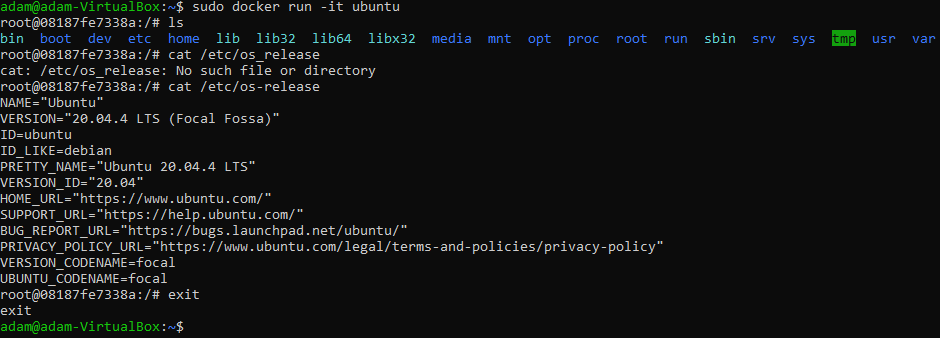 adam@adam-VirtualBox:~$ sudo docker run -it ubuntu
root@08187fe7338a:/# ls
bin boot dev etc home lib lib32 lib64 libx32 media mnt opt proc root run sbin srv sys tmp usr var
root@08187fe7338a:/# cat /etc/os_release
cat: /etc/os_release: No such file or directory
root@08187fe7338a:/# cat /etc/os-release
NAME="Ubuntu"
VERSION="20.04.4 LTS (Focal Fossa)"
ID=ubuntu
ID_LIKE=debian
PRETTY_NAME="Ubuntu 20.04.4 LTS"
VERSION_ID="20.04"
HOME_URL="https://www.ubuntu.com/"
SUPPORT_URL="https://help.ubuntu.com/"
BUG_REPORT_URL="https://bugs.launchpad.net/ubuntu/"
PRIVACY_POLICY_URL="https://www.ubuntu.com/legal/terms-and-policies/privacy-policy"
VERSION_CODENAME=focal
UBUNTU_CODENAME=focal
root@08187fe7338a:/# exit
exit
adam@adam-VirtualBox:~$